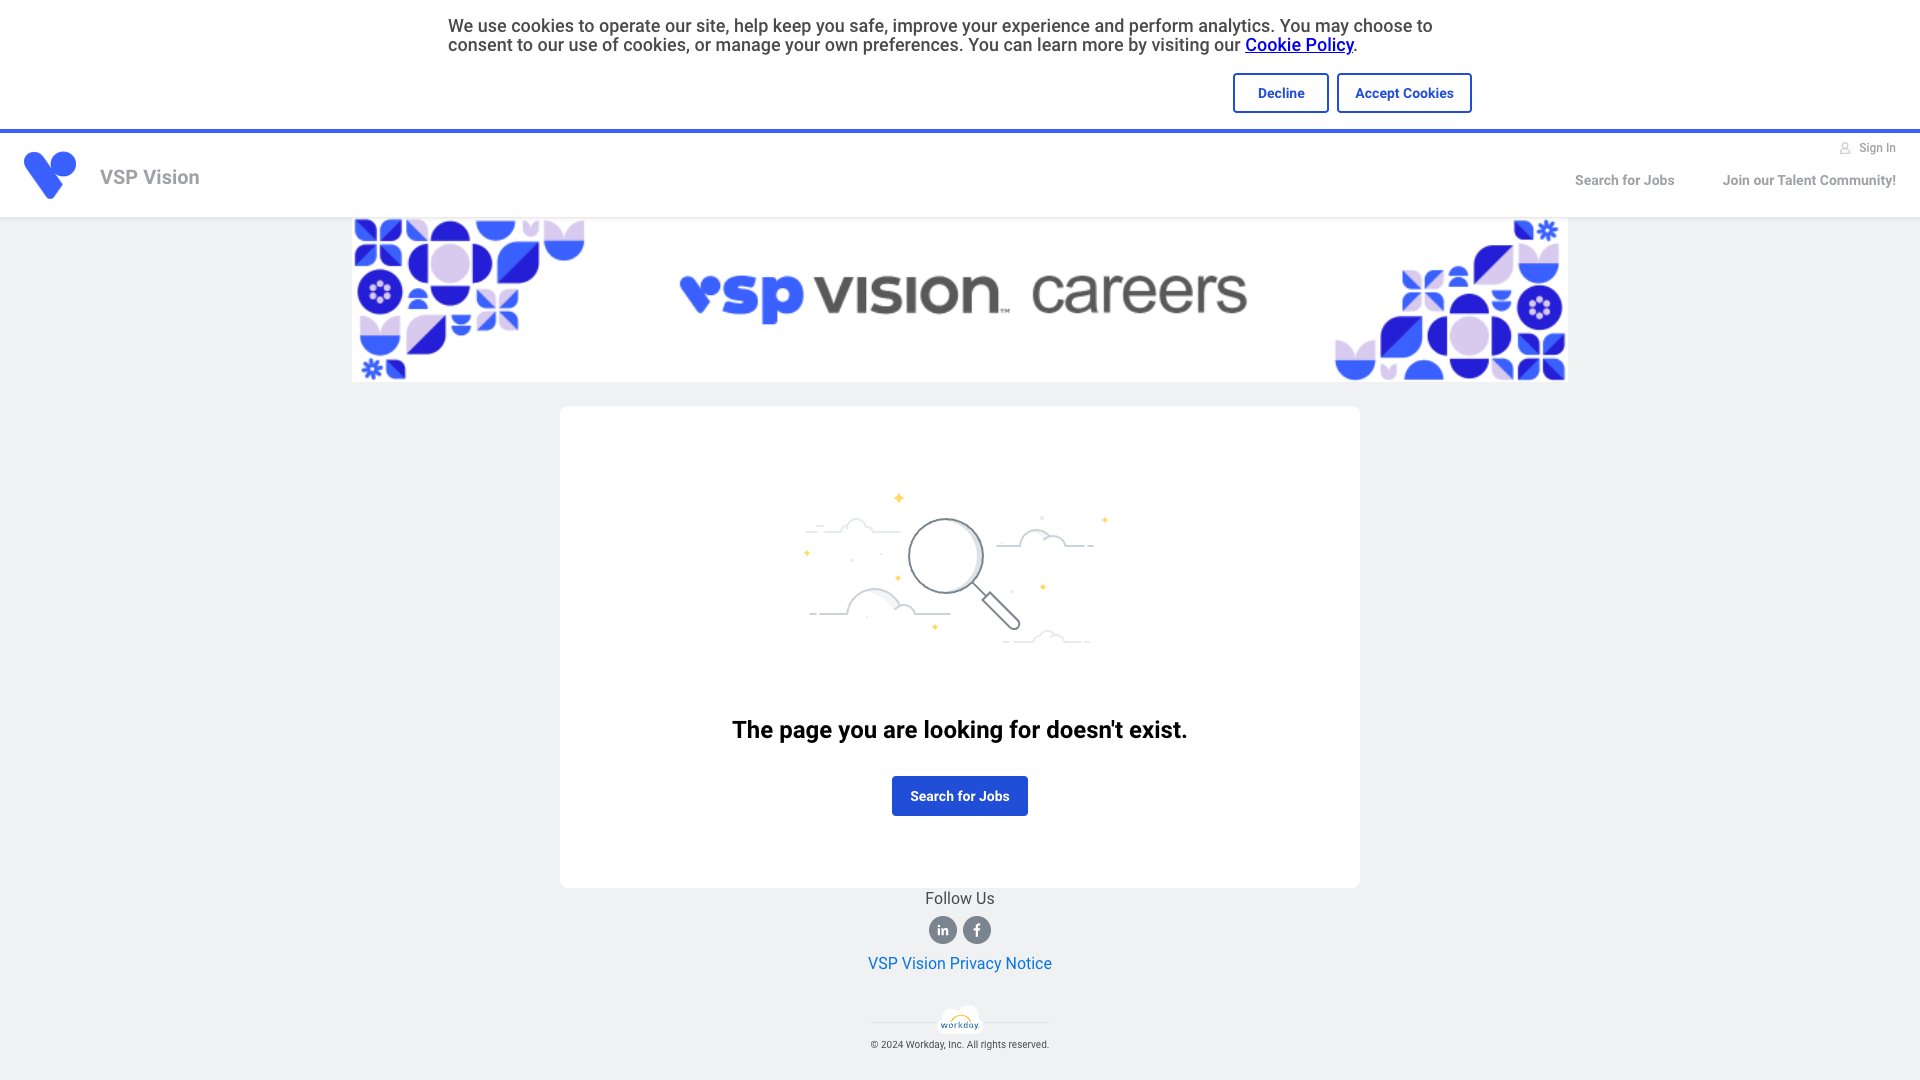 We use cookies to operate our site, help keep you safe, improve your experience and perform analytics. You may choose to
consent to our use of cookies, or manage your own preferences. You can learn more by visiting our Cookie Policy.
Decline
Accept Cookies
Sign In
VSP Vision
Search for Jobs
Join our Talent Community!
vsp vision™ careers
The page you are looking for doesn't exist.
Search for Jobs
Follow Us
in
f
VSP Vision Privacy Notice
workday.
© 2024 Workday, Inc. All rights reserved.